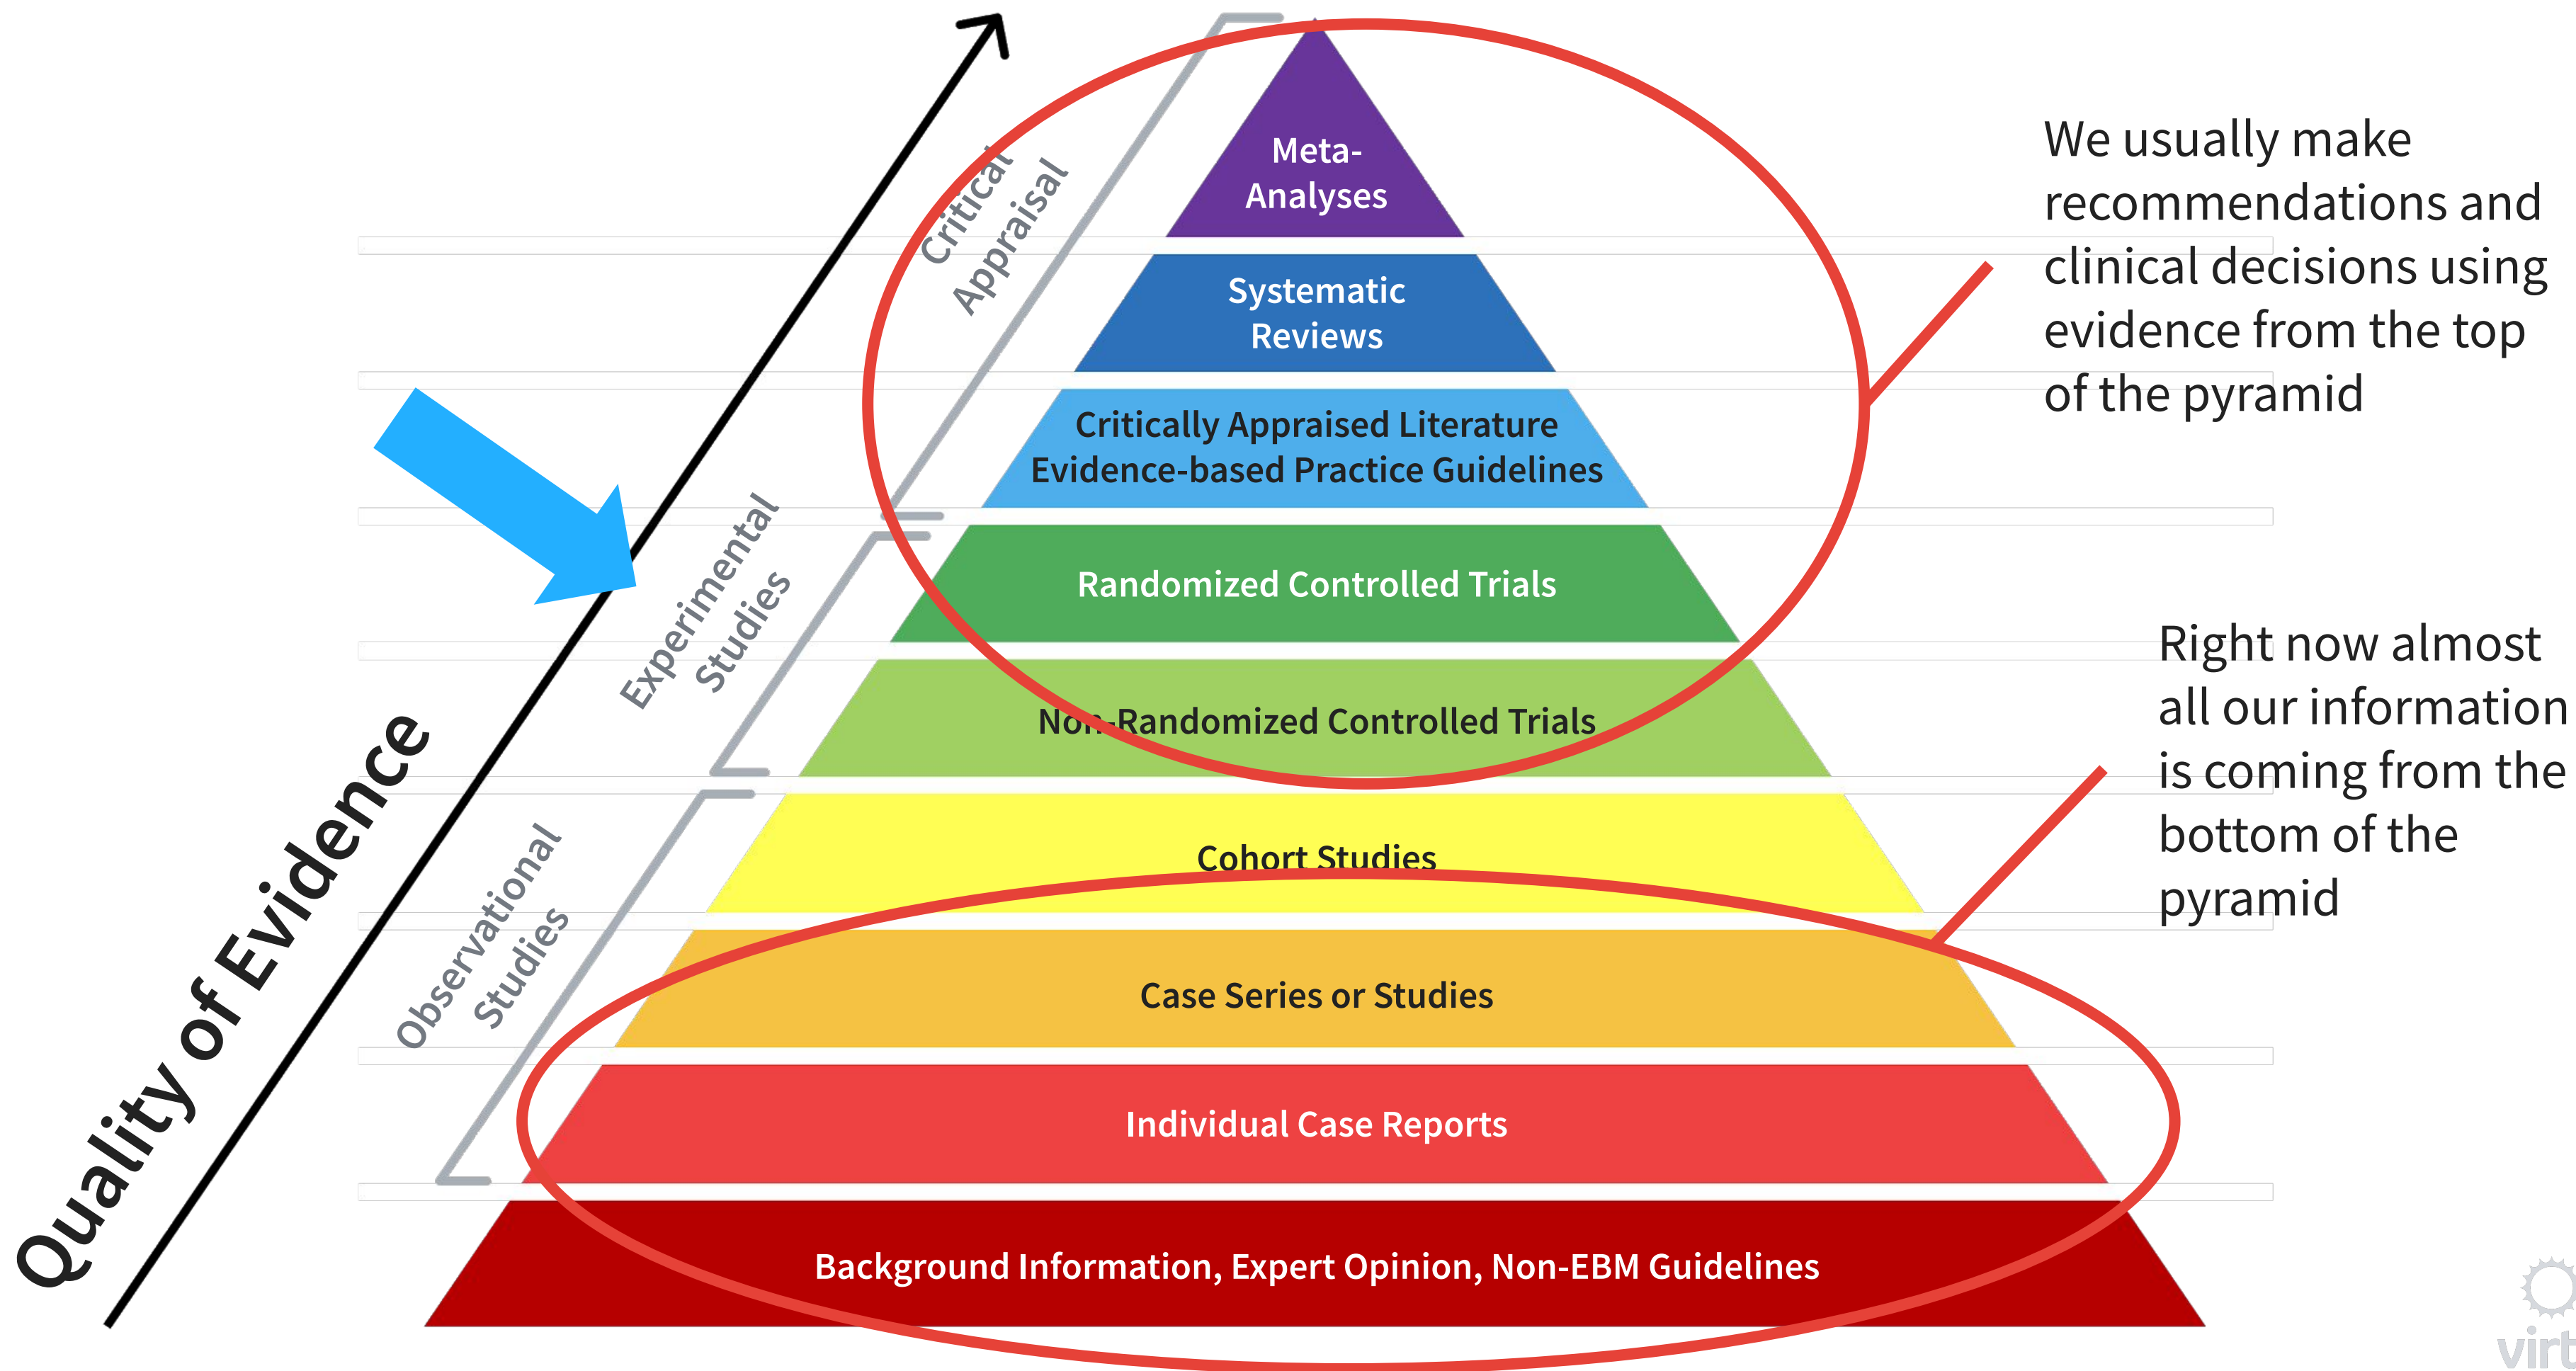 Meta-
Analyses
Systematic
Reviews
Critically Appraised Literature
Evidence-based Practice Guidelines
Randomized Controlled Trials
Non-Randomized Controlled Trials
Cohort Studies
Case Series or Studies
Individual Case Reports
Background Information, Expert Opinion, Non-EBM Guidelines
Quality of Evidence
Critical
Appraisal
Experimental
Studies
Observational
Studies
We usually make
recommendations and
clinical decisions using
evidence from the top
of the pyramid
Right now almost
all our information
is coming from the
bottom of the
pyramid